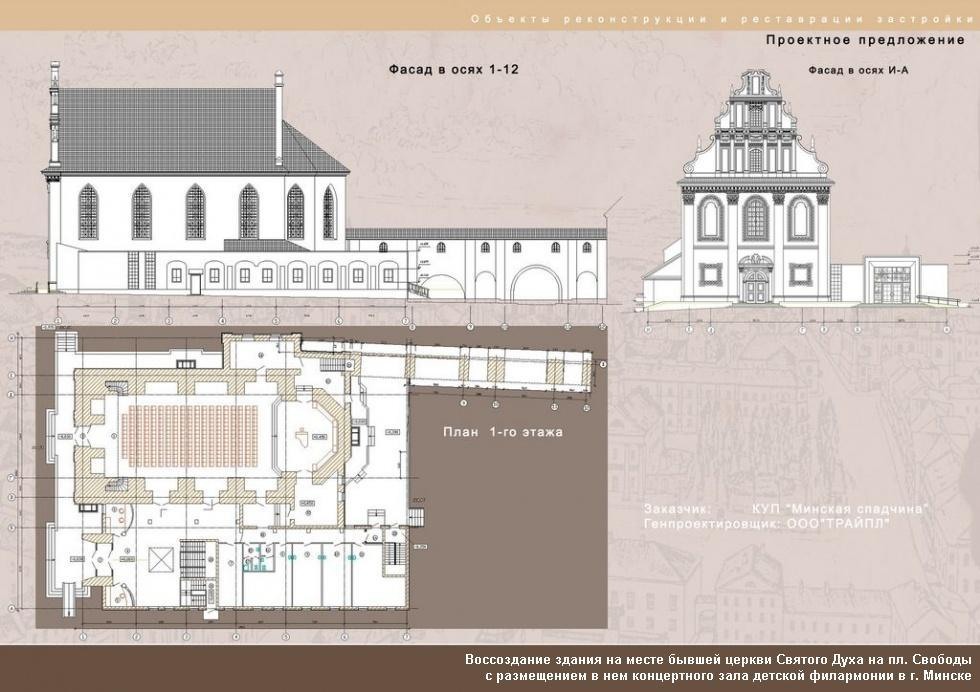 Объекты реконструкции и реставрации застройки
Проектное предложение
Фасад в осях 1-12
Фасад в осях И-А
План 1-го этажа
Заказчик: КУП "Минская спадчина"
Генпроектировщик: ООО"ТРАЙПЛ"
Воссоздание здания на месте бывшей церкви Святого Духа на пл. Свободы
с размещением в нем концертного зала детской филармонии в г. Минске